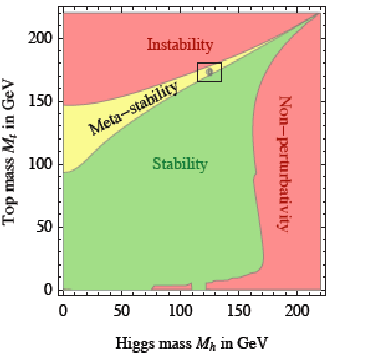 Instability
Meta−stability
Stability
Non−perturbativity
Top mass Mt in GeV
200
150
100
50
0
0 50 100 150 200
Higgs mass Mh in GeV